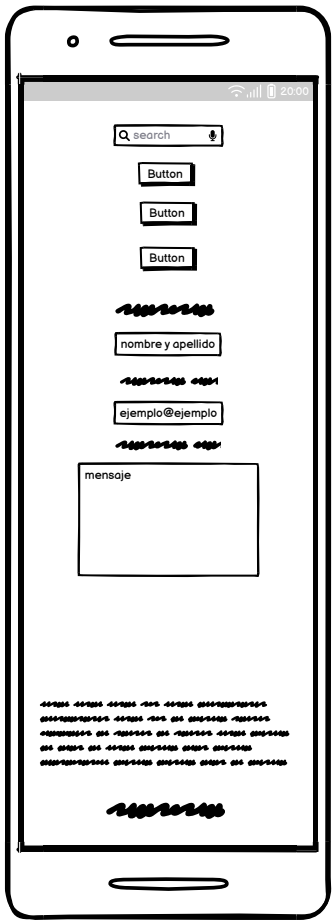 20:00
search
Button
Button
Button
nombre y apellido
ejemplo@ejemplo
mensaje